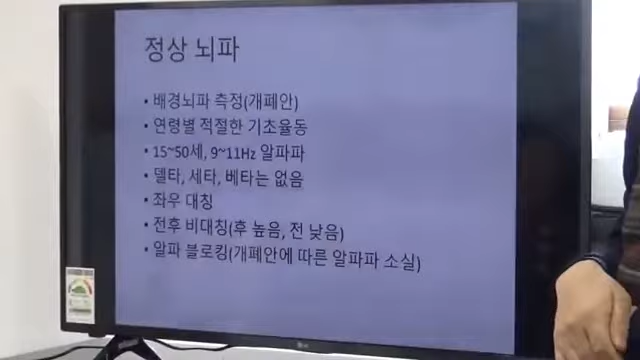 정상 뇌파
• 배경뇌파 측정(개폐안)
• 연령별 적절한 기초율동
• 15~50세, 9~11Hz 알파파
• 델타, 세타, 베타는 없음
• 좌우 대칭
• 전후 비대칭(후 높음, 전 낮음)
• 알파 블로킹(개폐안에 따른 알파파 소실)
LG